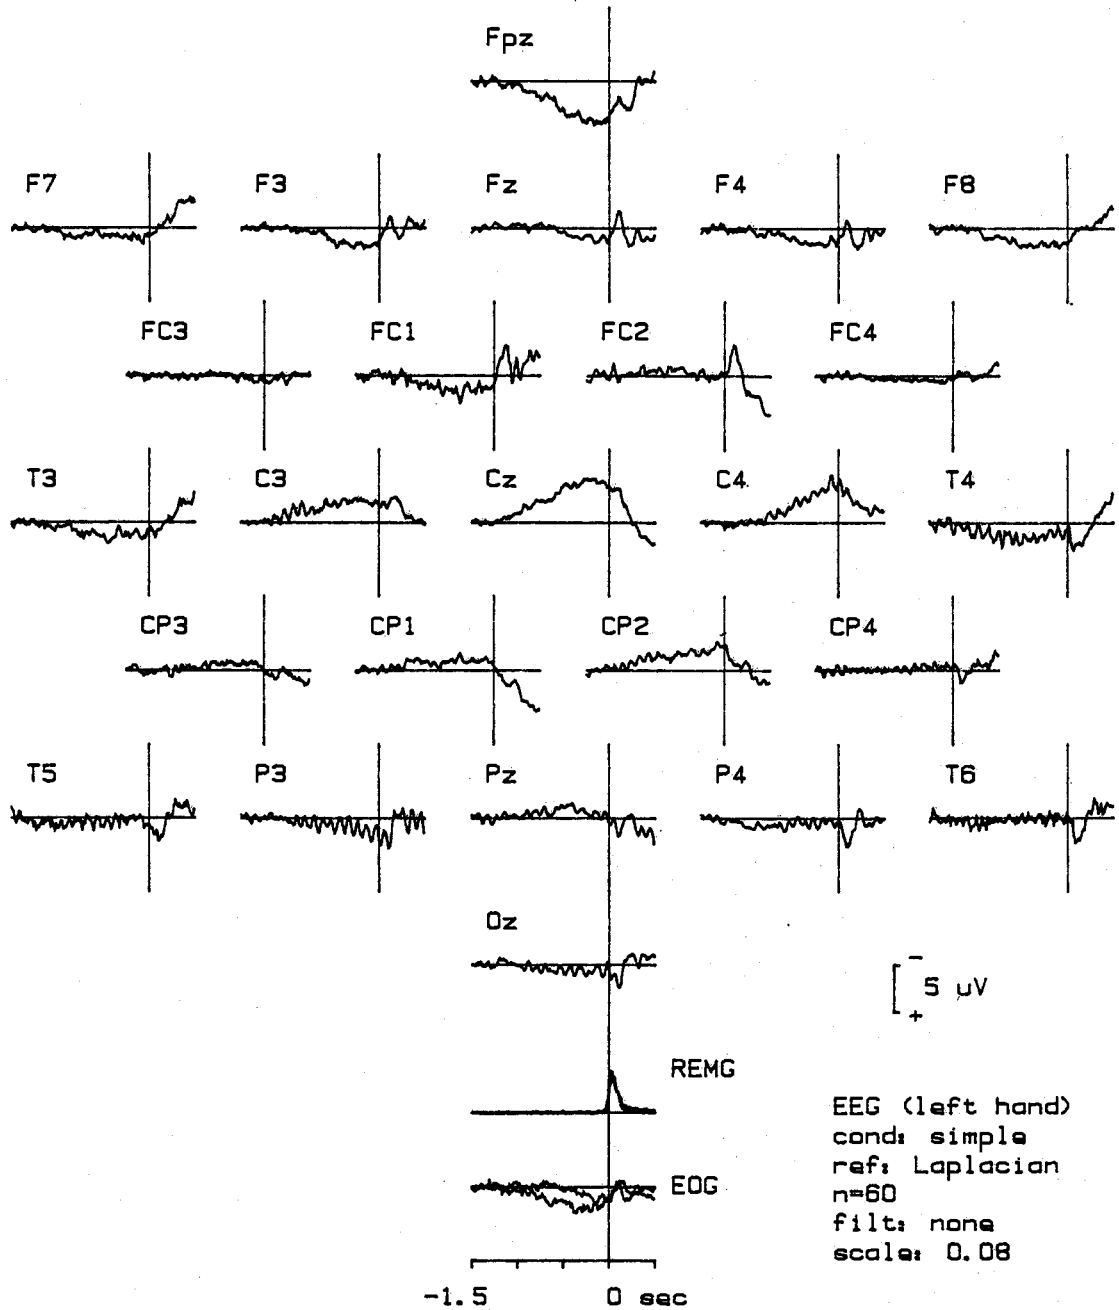 Fpz
F7 F3 Fz F4 F8
FC3 FC1 FC2 FC4
T3 C3 Cz C4 T4
CP3 CP1 CP2 CP4
T5 P3 Pz P4 T6
Oz
−
5 µV
+
REMG
EEG (left hand)
cond: simple
ref: Laplacian
EOG
n=60
filt: none
scale: 0.08
-1.5 0 sec